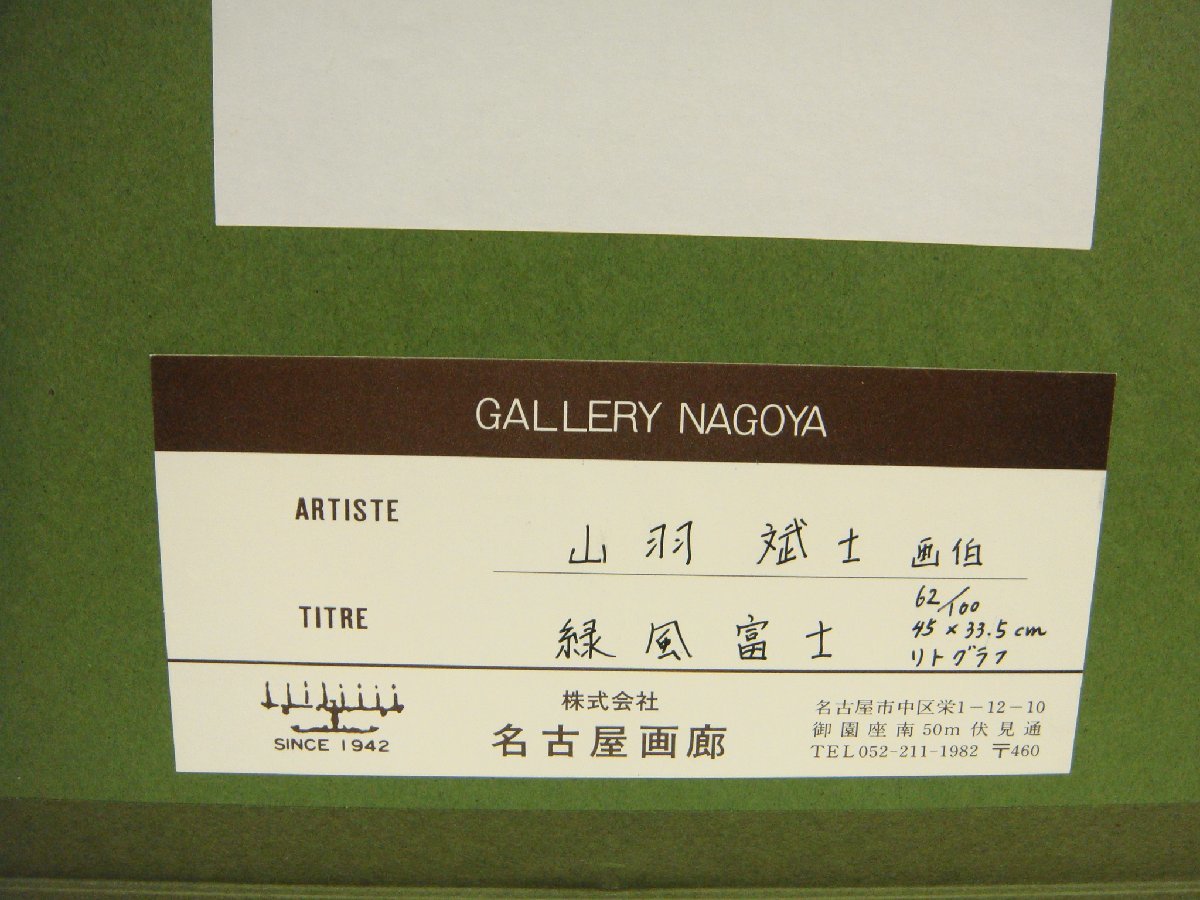 GALLERY NAGOYA
ARTISTE
山羽 斌士 画伯
TITRE
緑風富士
62/100
45 × 33.5 cm
リトグラフ
SINCE 1942
株式会社
名古屋画廊
名古屋市中区栄1-12-10
御園座南50m伏見通
TEL052-211-1982 〒460